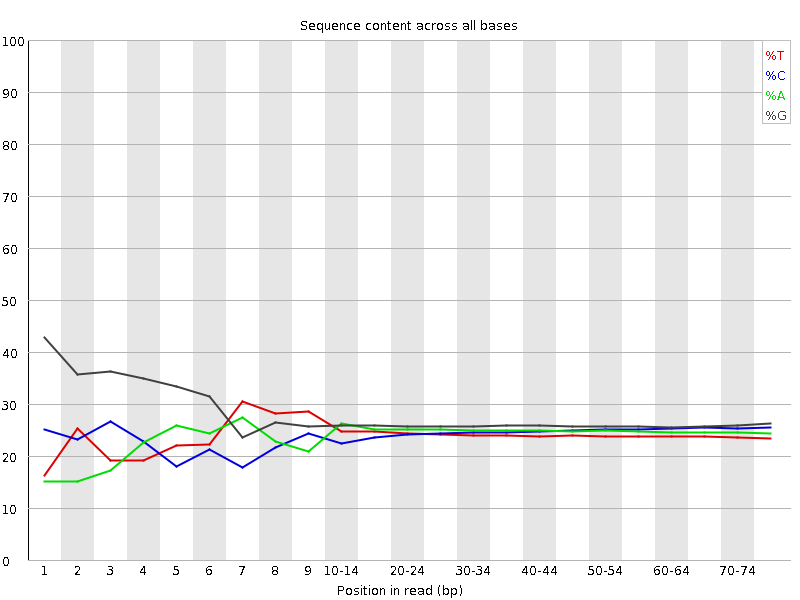 Sequence content across all bases
100
90
80
70
60
50
40
30
20
10
0
%T
%C
%A
%G
1 2 3 4 5 6 7 8 9 10-14 20-24 30-34 40-44 50-54 60-64 70-74
Position in read (bp)